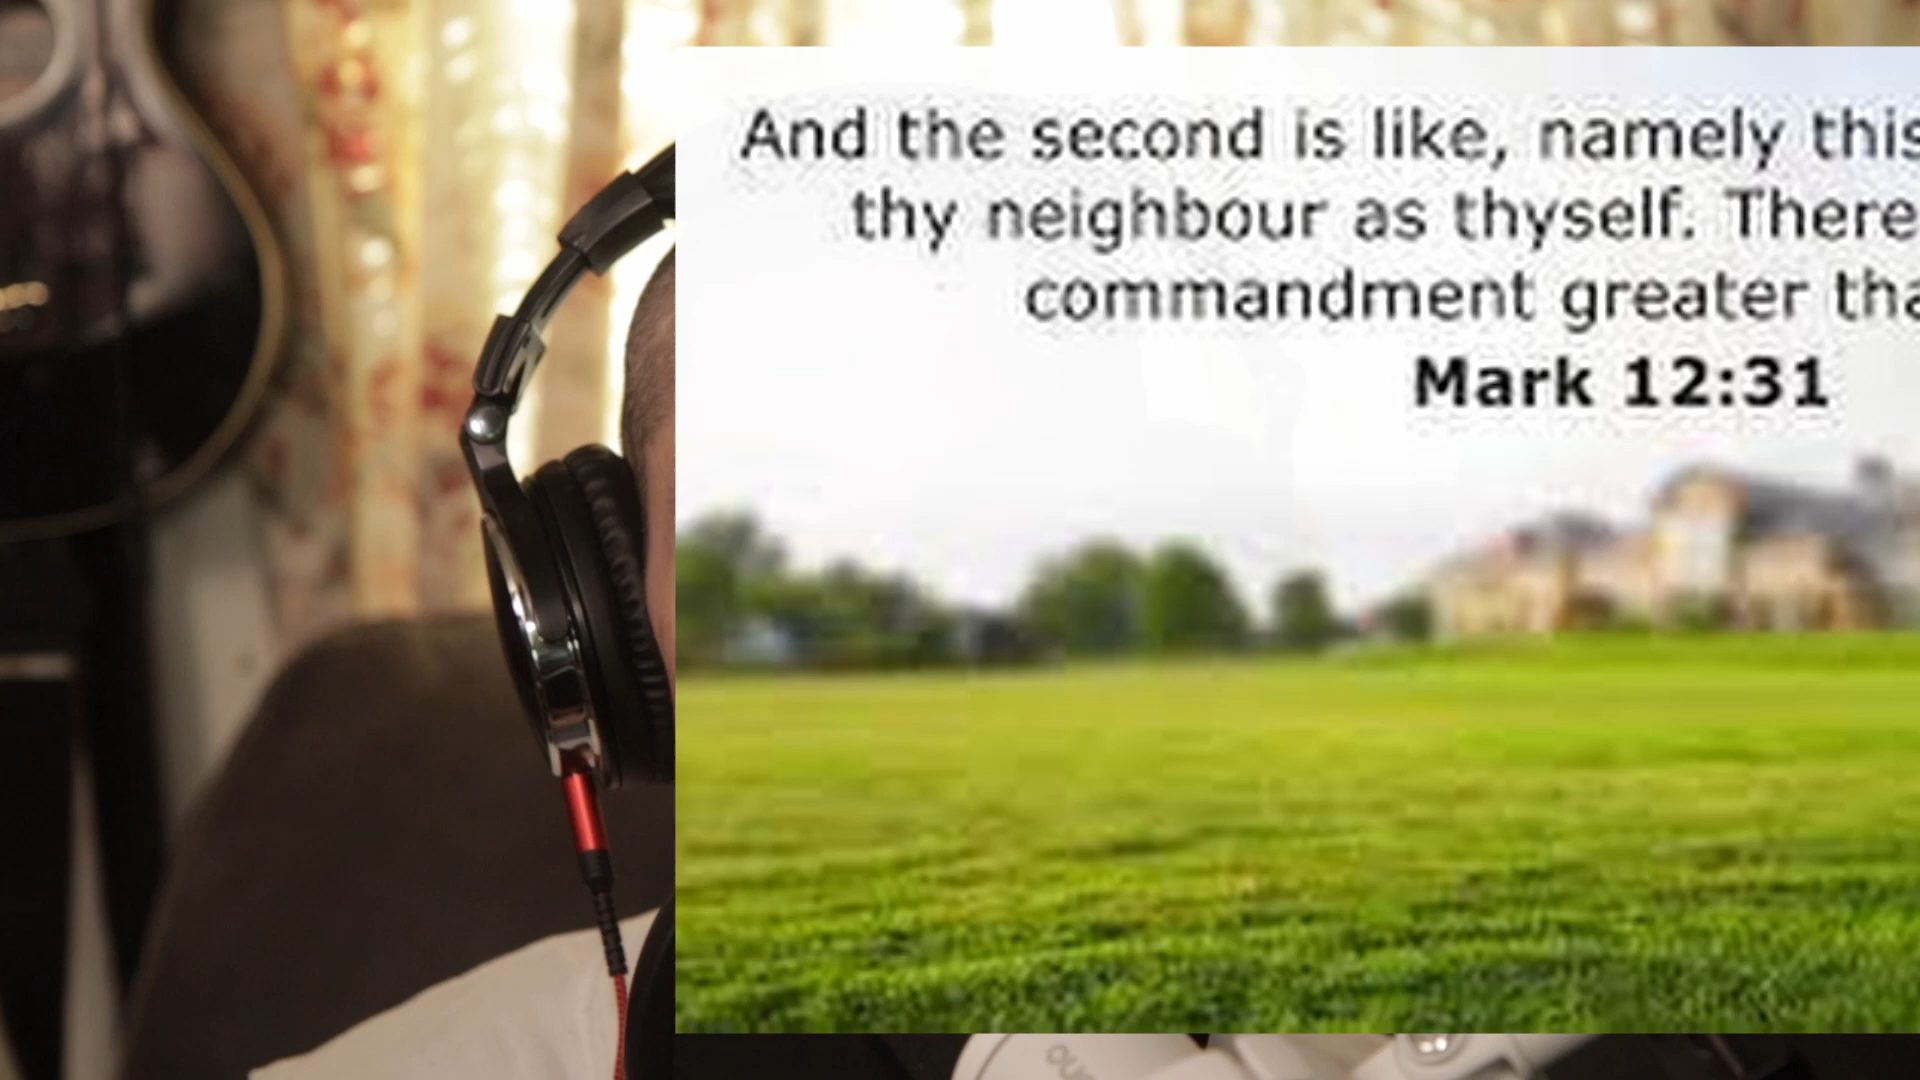 And the second is like, namely this
thy neighbour as thyself. There
commandment greater tha
Mark 12:31